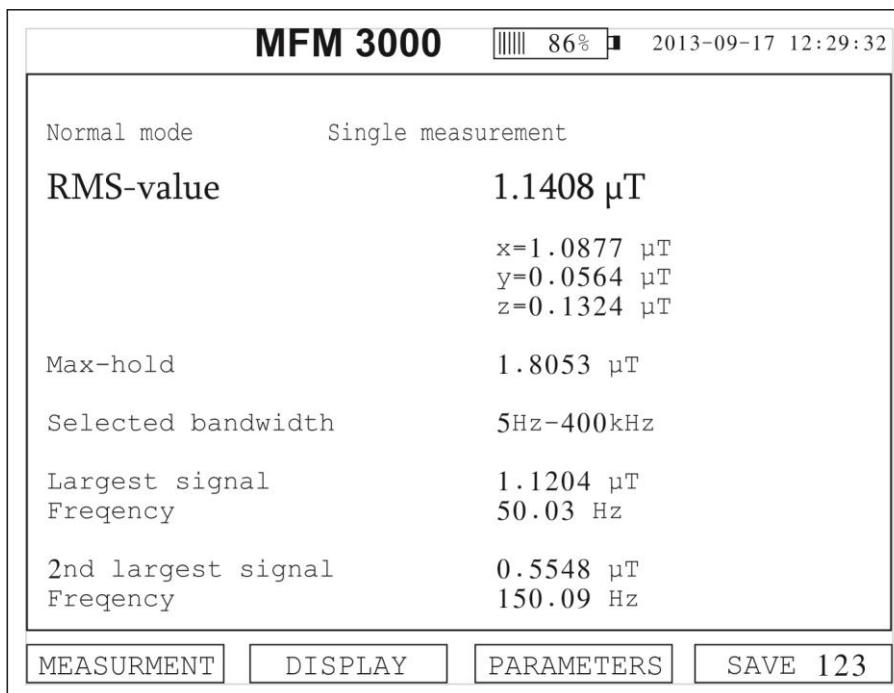 MFM 3000 86% 2013-09-17 12:29:32
Normal mode Single measurement
RMS-value 1.1408 µT
x=1.0877 µT
y=0.0564 µT
z=0.1324 µT
Max-hold 1.8053 µT
Selected bandwidth 5Hz-400kHz
Largest signal 1.1204 µT
Freqency 50.03 Hz
2nd largest signal 0.5548 µT
Freqency 150.09 Hz
MEASURMENT DISPLAY PARAMETERS SAVE 123